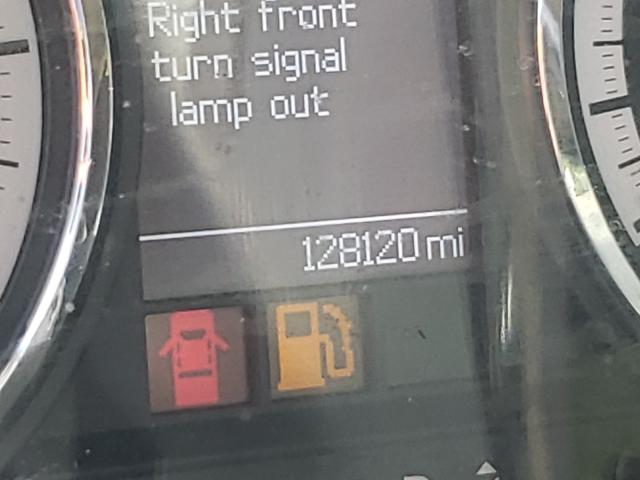 Right front
turn signal
lamp out
128120 mi